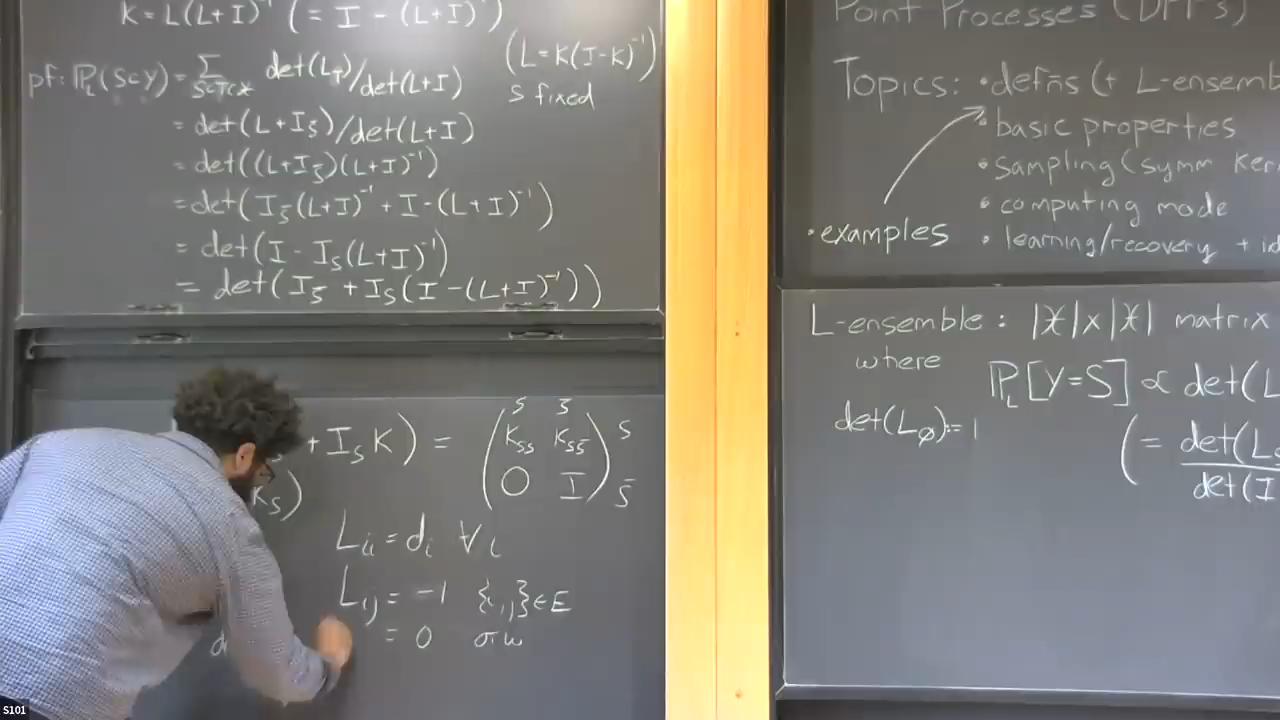 K = L(L+I)⁻¹ (= I - (L+I)⁻¹)
(L = K(I-K)⁻¹)
pf: ℙ_L(S⊂Y) = Σ_{S⊂T⊂X} det(L_T)/det(L+I)
S fixed
= det(L+I_S̄)/det(L+I)
= det((L+I_S̄)(L+I)⁻¹)
= det(I_S̄(L+I)⁻¹ + I-(L+I)⁻¹)
= det(I - I_S(L+I)⁻¹)
= det(I_S̄ + I_S(I-(L+I)⁻¹))
S S̄
+ I_S K) = (K_SS K_SS̄) S
(0 I) S̄
K_S)
L_ii = d_i ∀i
L_ij = -1 {i,j}∈E
= 0 o.w
S101
Point Processes (DPPs)
Topics: • defns (+ L-ensemb
• basic properties
• sampling (symm ker
• computing mode
• examples
• learning/recovery + id
L-ensemble: |X|x|X| matrix
where
ℙ_L[Y=S] ∝ det(L
det(L_∅) := 1
(= det(L_S
det(I